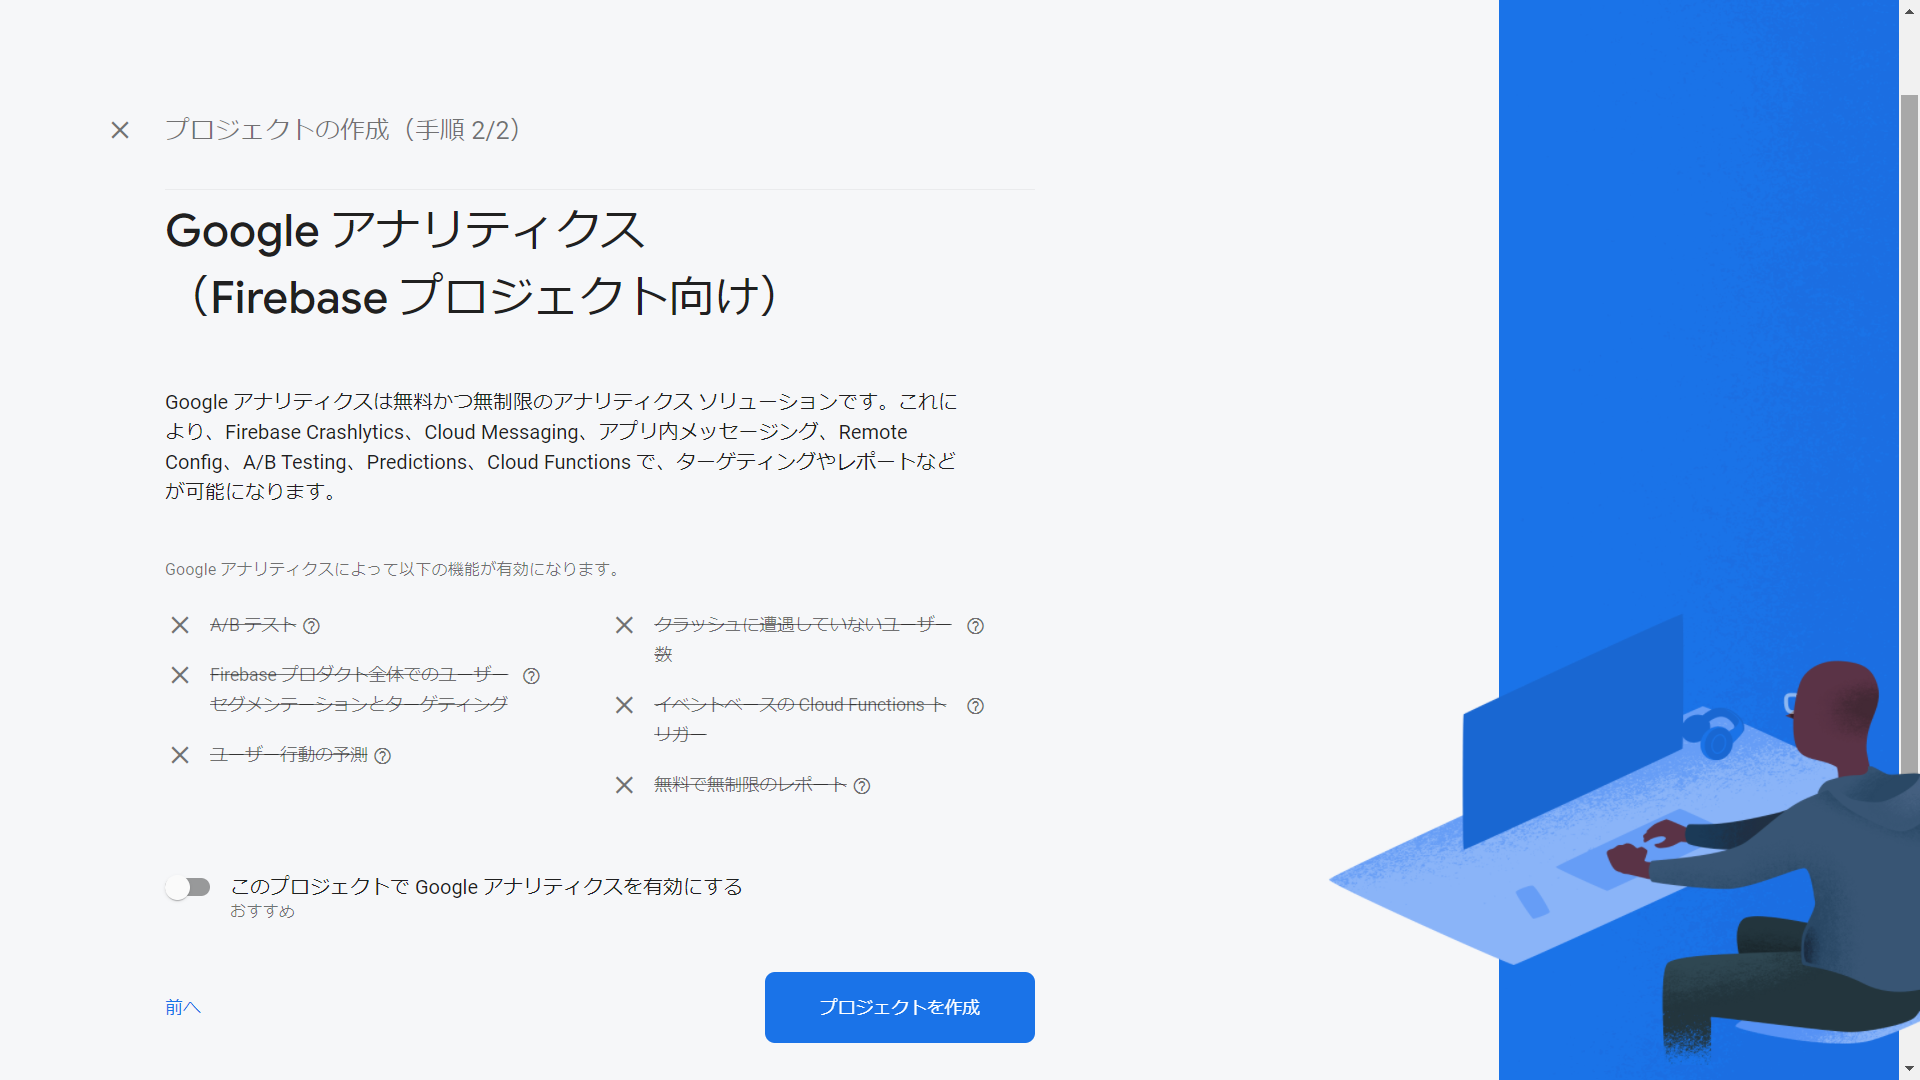 プロジェクトの作成（手順 2/2）
Google アナリティクス
（Firebase プロジェクト向け）
Google アナリティクスは無料かつ無制限のアナリティクス ソリューションです。これに
より、Firebase Crashlytics、Cloud Messaging、アプリ内メッセージング、Remote
Config、A/B Testing、Predictions、Cloud Functions で、ターゲティングやレポートなど
が可能になります。
Google アナリティクスによって以下の機能が有効になります。
A/B テスト
Firebase プロダクト全体でのユーザー
セグメンテーションとターゲティング
ユーザー行動の予測
クラッシュに遭遇していないユーザー
数
イベントベースの Cloud Functions ト
リガー
無料で無制限のレポート
このプロジェクトで Google アナリティクスを有効にする
おすすめ
前へ
プロジェクトを作成